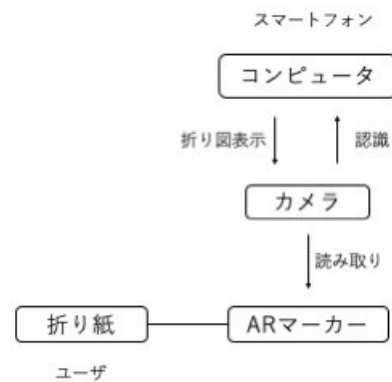 スマートフォン
コンピュータ
折り図表示
認識
カメラ
読み取り
折り紙
ARマーカー
ユーザ